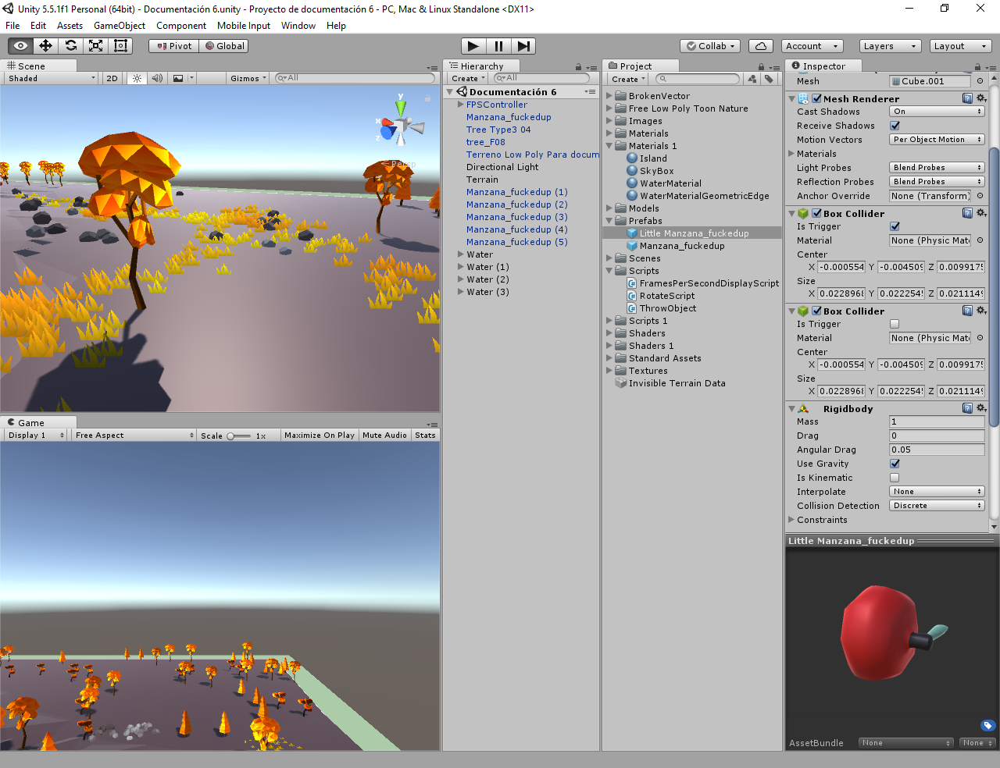 Unity 5.5.1f1 Personal (64bit) - Documentación 6.unity - Proyecto de documentación 6 - PC, Mac & Linux Standalone <DX11>
File Edit Assets GameObject Component Mobile Input Window Help
Pivot Global Collab Account Layers Layout
Scene
Shaded 2D Gizmos All
y
x
z
Persp
Game
Display 1 Free Aspect Scale 1x Maximize On Play Mute Audio Stats
Hierarchy
Create All
Documentación 6
FPSController
Manzana_fuckedup
Tree Type3 04
tree_F08
Terreno Low Poly Para docum
Directional Light
Terrain
Manzana_fuckedup (1)
Manzana_fuckedup (2)
Manzana_fuckedup (3)
Manzana_fuckedup (4)
Manzana_fuckedup (5)
Water
Water (1)
Water (2)
Water (3)
Project
Create
BrokenVector
Free Low Poly Toon Nature
Images
Materials
Materials 1
Island
SkyBox
WaterMaterial
WaterMaterialGeometricEdge
Models
Prefabs
Little Manzana_fuckedup
Manzana_fuckedup
Scenes
Scripts
FramesPerSecondDisplayScript
RotateScript
ThrowObject
Scripts 1
Shaders
Shaders 1
Standard Assets
Textures
Invisible Terrain Data
Inspector
Mesh Cube.001
Mesh Renderer
Cast Shadows On
Receive Shadows
Motion Vectors Per Object Motion
Materials
Light Probes Blend Probes
Reflection Probes Blend Probes
Anchor Override None (Transform)
Box Collider
Is Trigger
Material None (Physic Mate
Center
X -0.000554 Y -0.004509 Z 0.0099175
Size
X 0.0228968 Y 0.0222545 Z 0.0211149
Box Collider
Is Trigger
Material None (Physic Mate
Center
X -0.000554 Y -0.004509 Z 0.0099175
Size
X 0.0228968 Y 0.0222545 Z 0.0211149
Rigidbody
Mass 1
Drag 0
Angular Drag 0.05
Use Gravity
Is Kinematic
Interpolate None
Collision Detection Discrete
Constraints
Little Manzana_fuckedup
AssetBundle None None